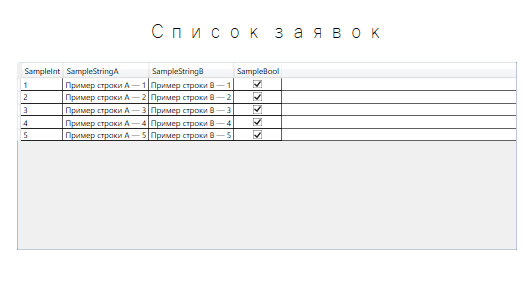 Список заявок
SampleInt SampleStringA SampleStringB SampleBool
1 Пример строки A — 1 Пример строки B — 1
2 Пример строки A — 2 Пример строки B — 2
3 Пример строки A — 3 Пример строки B — 3
4 Пример строки A — 4 Пример строки B — 4
5 Пример строки A — 5 Пример строки B — 5